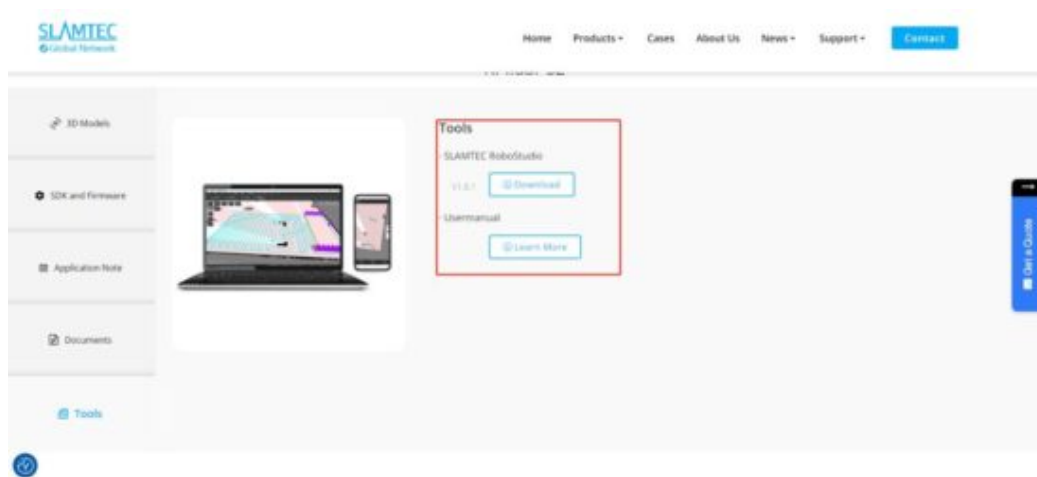 SLAMTEC
Global Network
Home Products Cases About Us News Support Contact
3D Models
SDK and Firmware
Application Note
Documents
Tools
Tools
- SLAMTEC RoboStudio
Download
- Usermanual
Learn More
Get a Quote